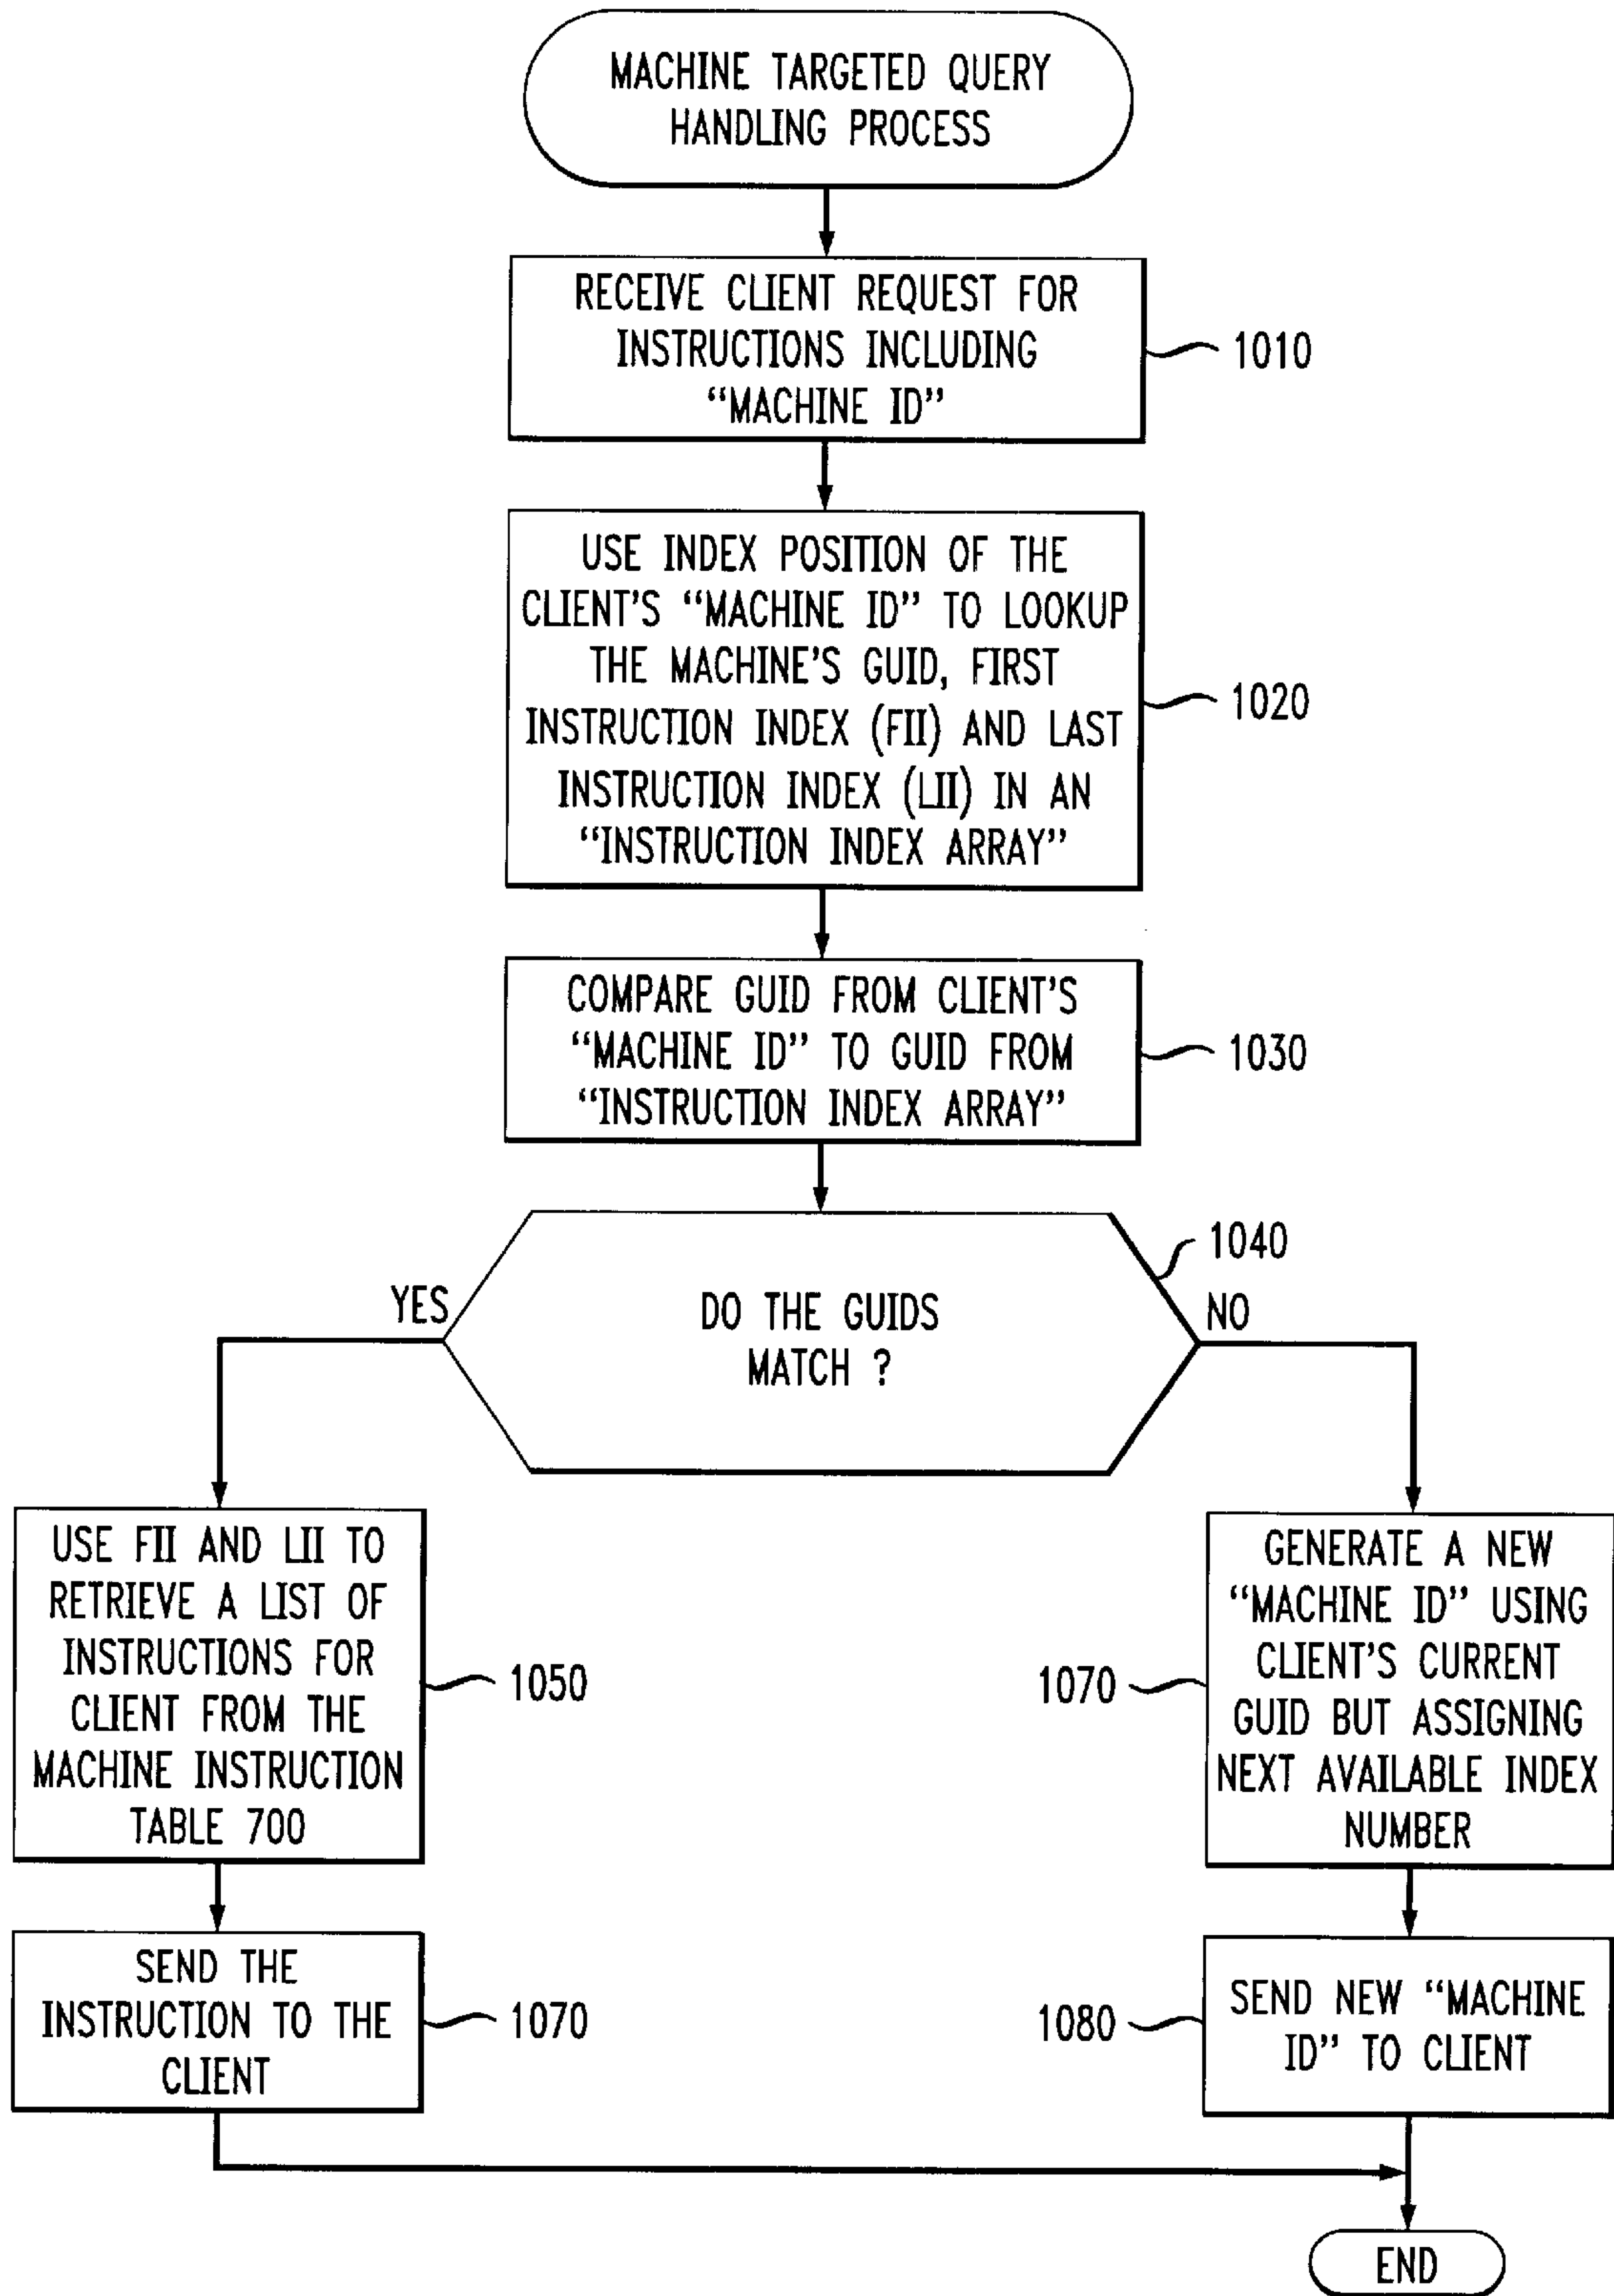 MACHINE TARGETED QUERY
HANDLING PROCESS
RECEIVE CLIENT REQUEST FOR
INSTRUCTIONS INCLUDING
“MACHINE ID”
1010
USE INDEX POSITION OF THE
CLIENT'S “MACHINE ID” TO LOOKUP
THE MACHINE'S GUID, FIRST
INSTRUCTION INDEX (FII) AND LAST
INSTRUCTION INDEX (LII) IN AN
“INSTRUCTION INDEX ARRAY”
1020
COMPARE GUID FROM CLIENT'S
“MACHINE ID” TO GUID FROM
“INSTRUCTION INDEX ARRAY”
1030
1040
YES
DO THE GUIDS
MATCH ?
NO
USE FII AND LII TO
RETRIEVE A LIST OF
INSTRUCTIONS FOR
CLIENT FROM THE
MACHINE INSTRUCTION
TABLE 700
1050
GENERATE A NEW
“MACHINE ID” USING
CLIENT'S CURRENT
GUID BUT ASSIGNING
NEXT AVAILABLE INDEX
NUMBER
1070
SEND THE
INSTRUCTION TO THE
CLIENT
1070
SEND NEW “MACHINE
ID” TO CLIENT
1080
END